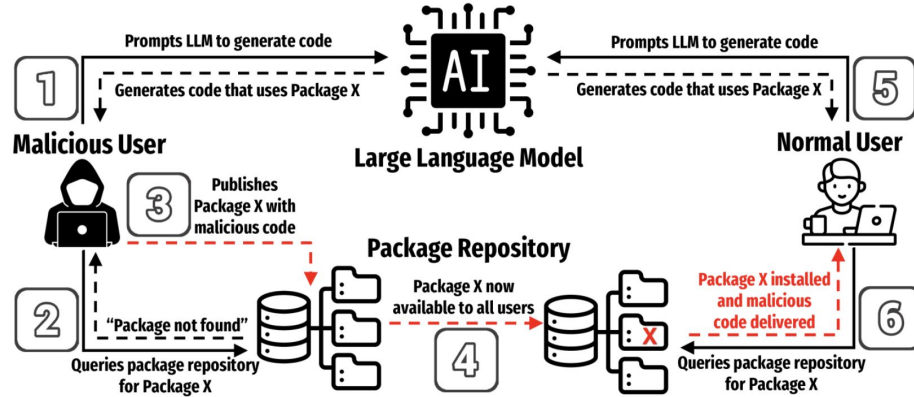 Prompts LLM to generate code
Prompts LLM to generate code
1
AI
5
Generates code that uses Package X
Generates code that uses Package X
Malicious User
Large Language Model
Normal User
3
Publishes
Package X with
malicious code
Package Repository
2
"Package not found"
Package X now
available to all users
4
X
Package X installed
and malicious
code delivered
6
Queries package repository
for Package X
Queries package repository
for Package X